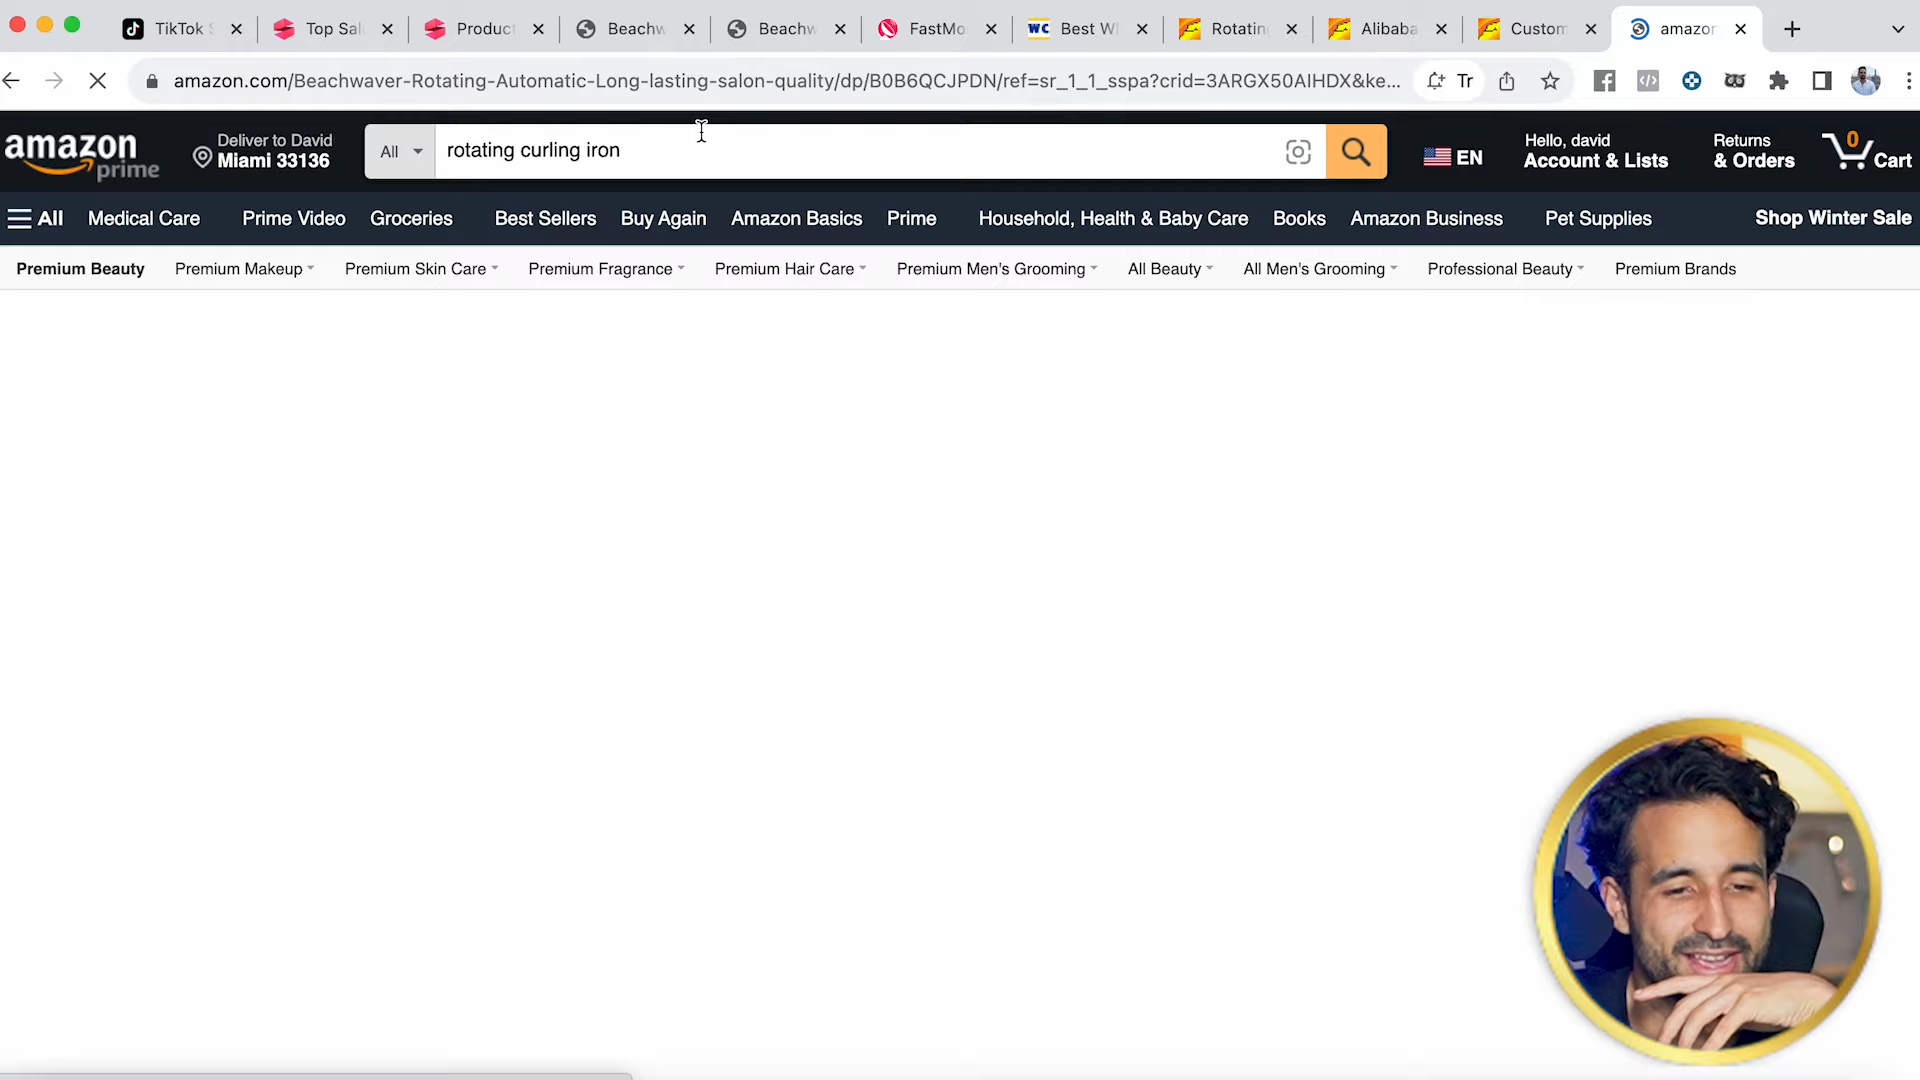 TikTok S
Top Sal
Product
Beachw
Beachw
FastMo
WC Best Wh
Rotating
Alibaba
Custom
amazon
amazon.com/Beachwaver-Rotating-Automatic-Long-lasting-salon-quality/dp/B0B6QCJPDN/ref=sr_1_1_sspa?crid=3ARGX50AIHDX&ke...
Tr
amazon prime
Deliver to David
Miami 33136
All
rotating curling iron
EN
Hello, david
Account & Lists
Returns
& Orders
0
Cart
All
Medical Care
Prime Video
Groceries
Best Sellers
Buy Again
Amazon Basics
Prime
Household, Health & Baby Care
Books
Amazon Business
Pet Supplies
Shop Winter Sale
Premium Beauty
Premium Makeup
Premium Skin Care
Premium Fragrance
Premium Hair Care
Premium Men's Grooming
All Beauty
All Men's Grooming
Professional Beauty
Premium Brands